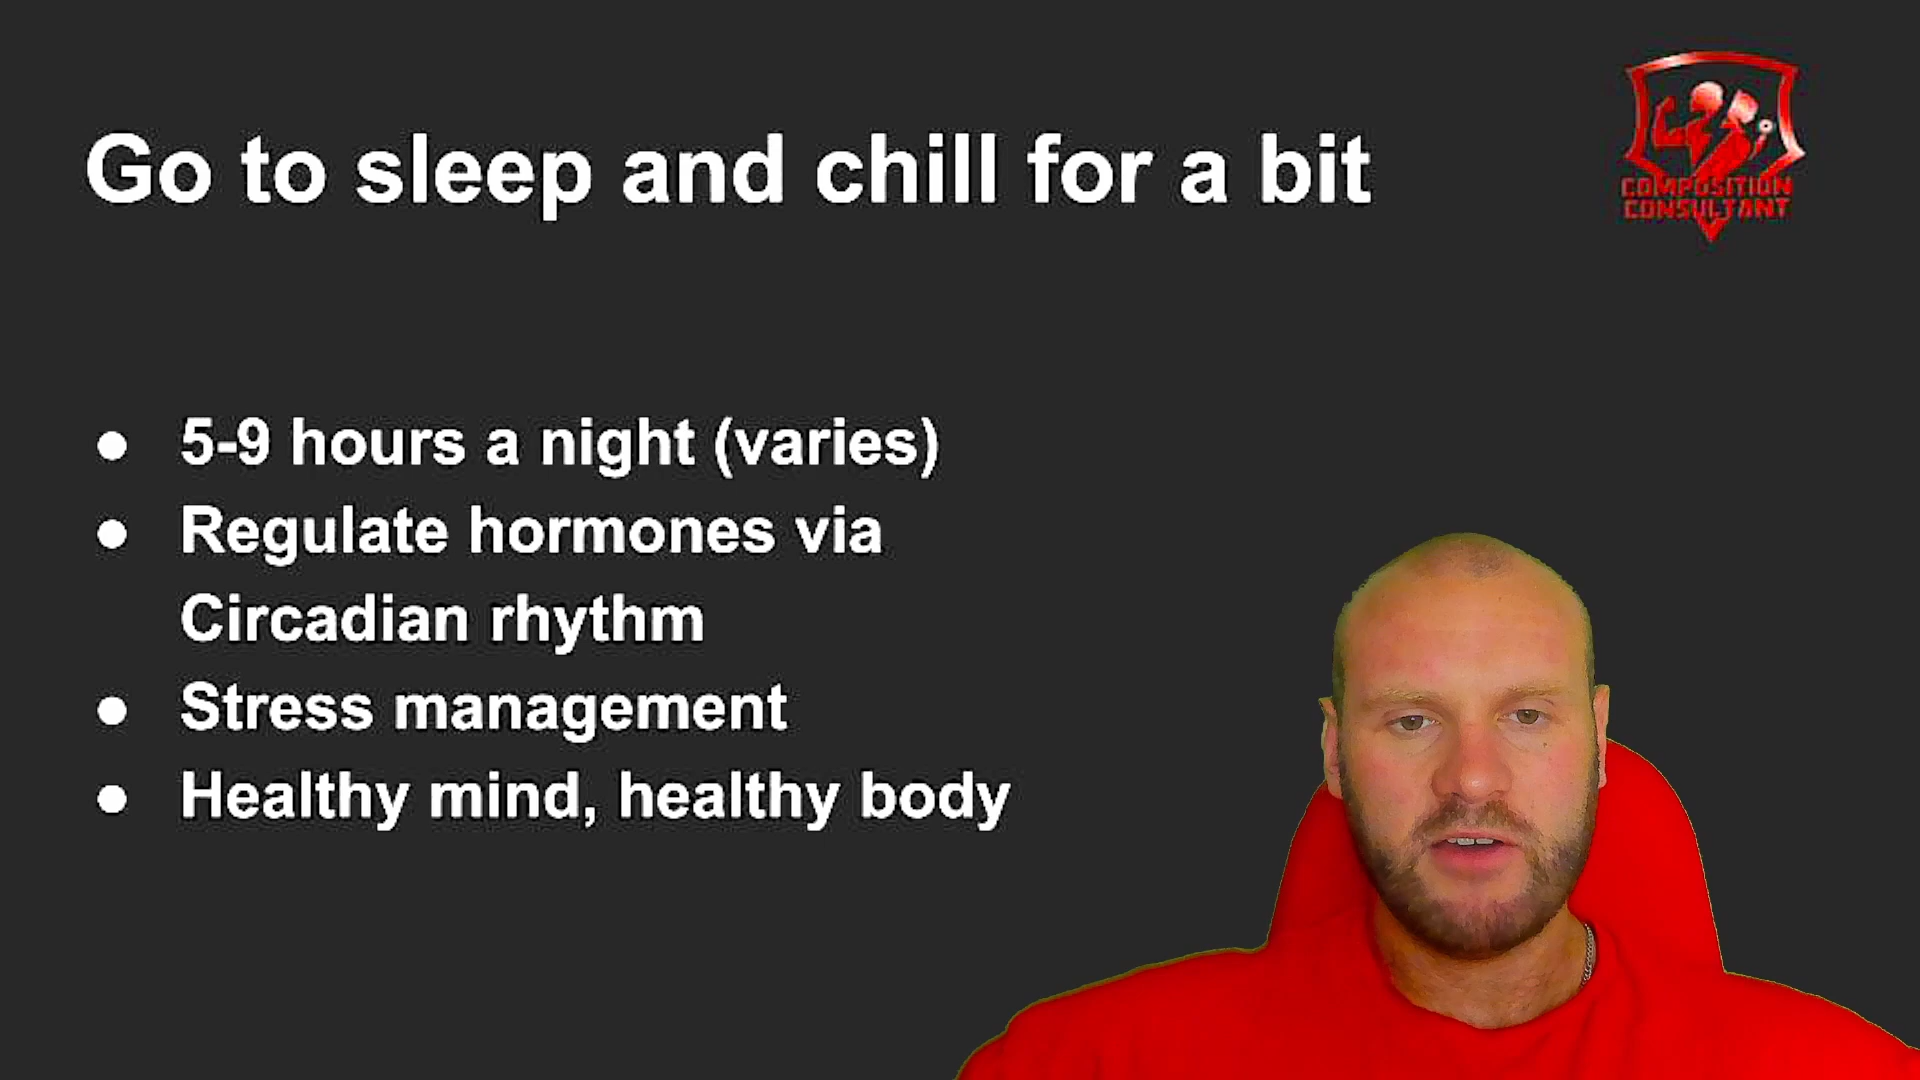 Go to sleep and chill for a bit
COMPOSITION
CONSULTANT
● 5-9 hours a night (varies)
● Regulate hormones via
Circadian rhythm
● Stress management
● Healthy mind, healthy body